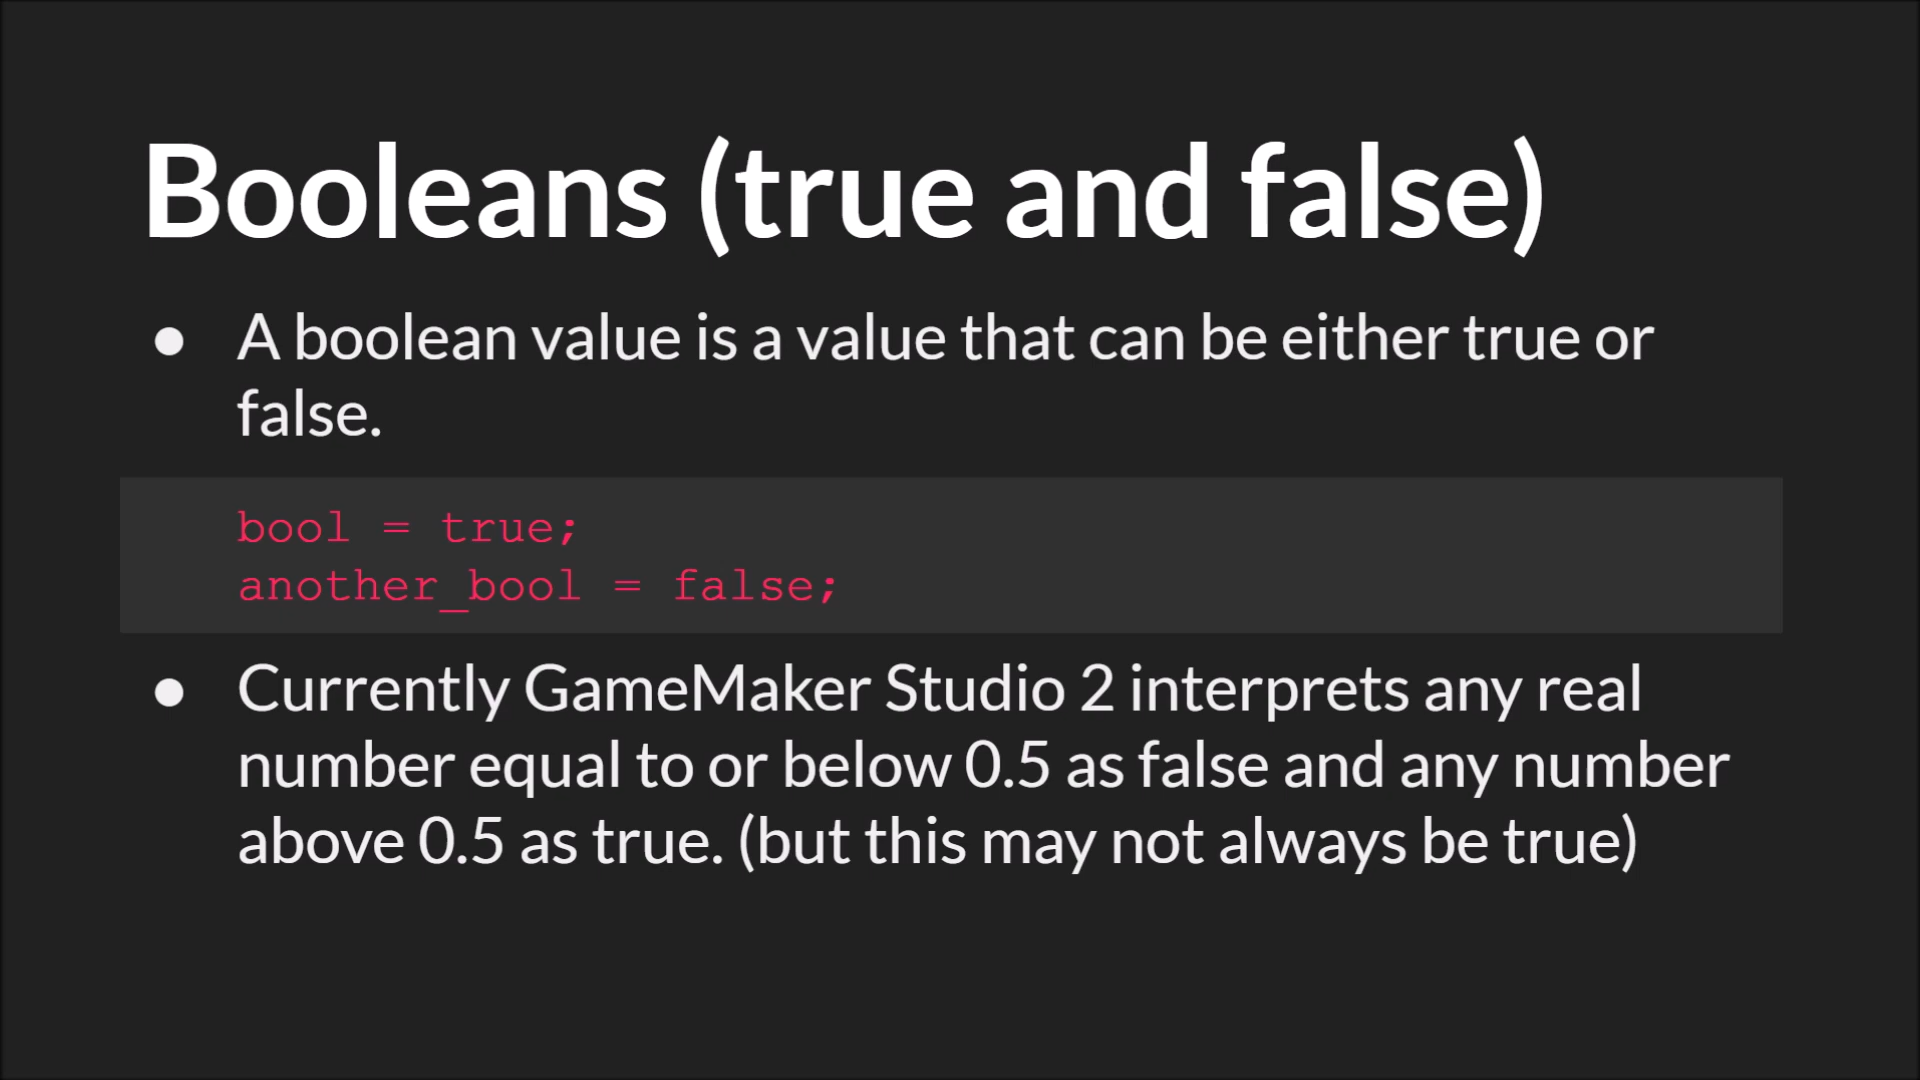 Booleans (true and false)
● A boolean value is a value that can be either true or
false.
bool = true;
another_bool = false;
● Currently GameMaker Studio 2 interprets any real
number equal to or below 0.5 as false and any number
above 0.5 as true. (but this may not always be true)